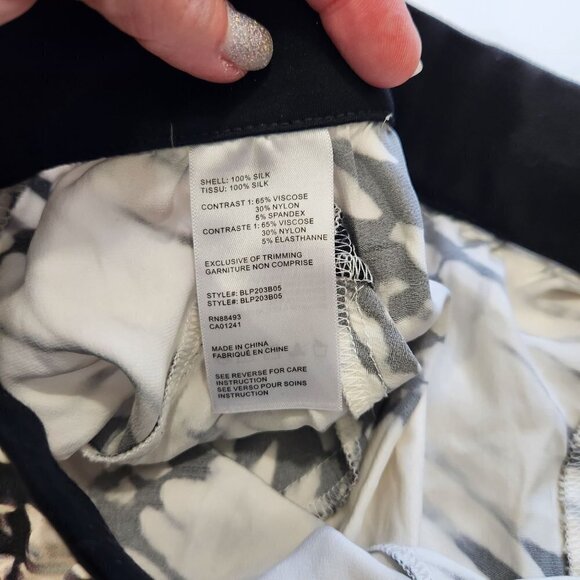 SHELL: 100% SILK
TISSU: 100% SILK
CONTRAST 1: 65% VISCOSE
30% NYLON
5% SPANDEX
CONTRASTE 1: 65% VISCOSE
30% NYLON
5% ÉLASTHANNE
EXCLUSIVE OF TRIMMING
GARNITURE NON COMPRISE
STYLE#: BLP203B05
STYLE#: BLP203B05
RN88493
CA01241
MADE IN CHINA
FABRIQUÉ EN CHINE
SEE REVERSE FOR CARE
INSTRUCTION
SEE VERSO POUR SOINS
INSTRUCTION